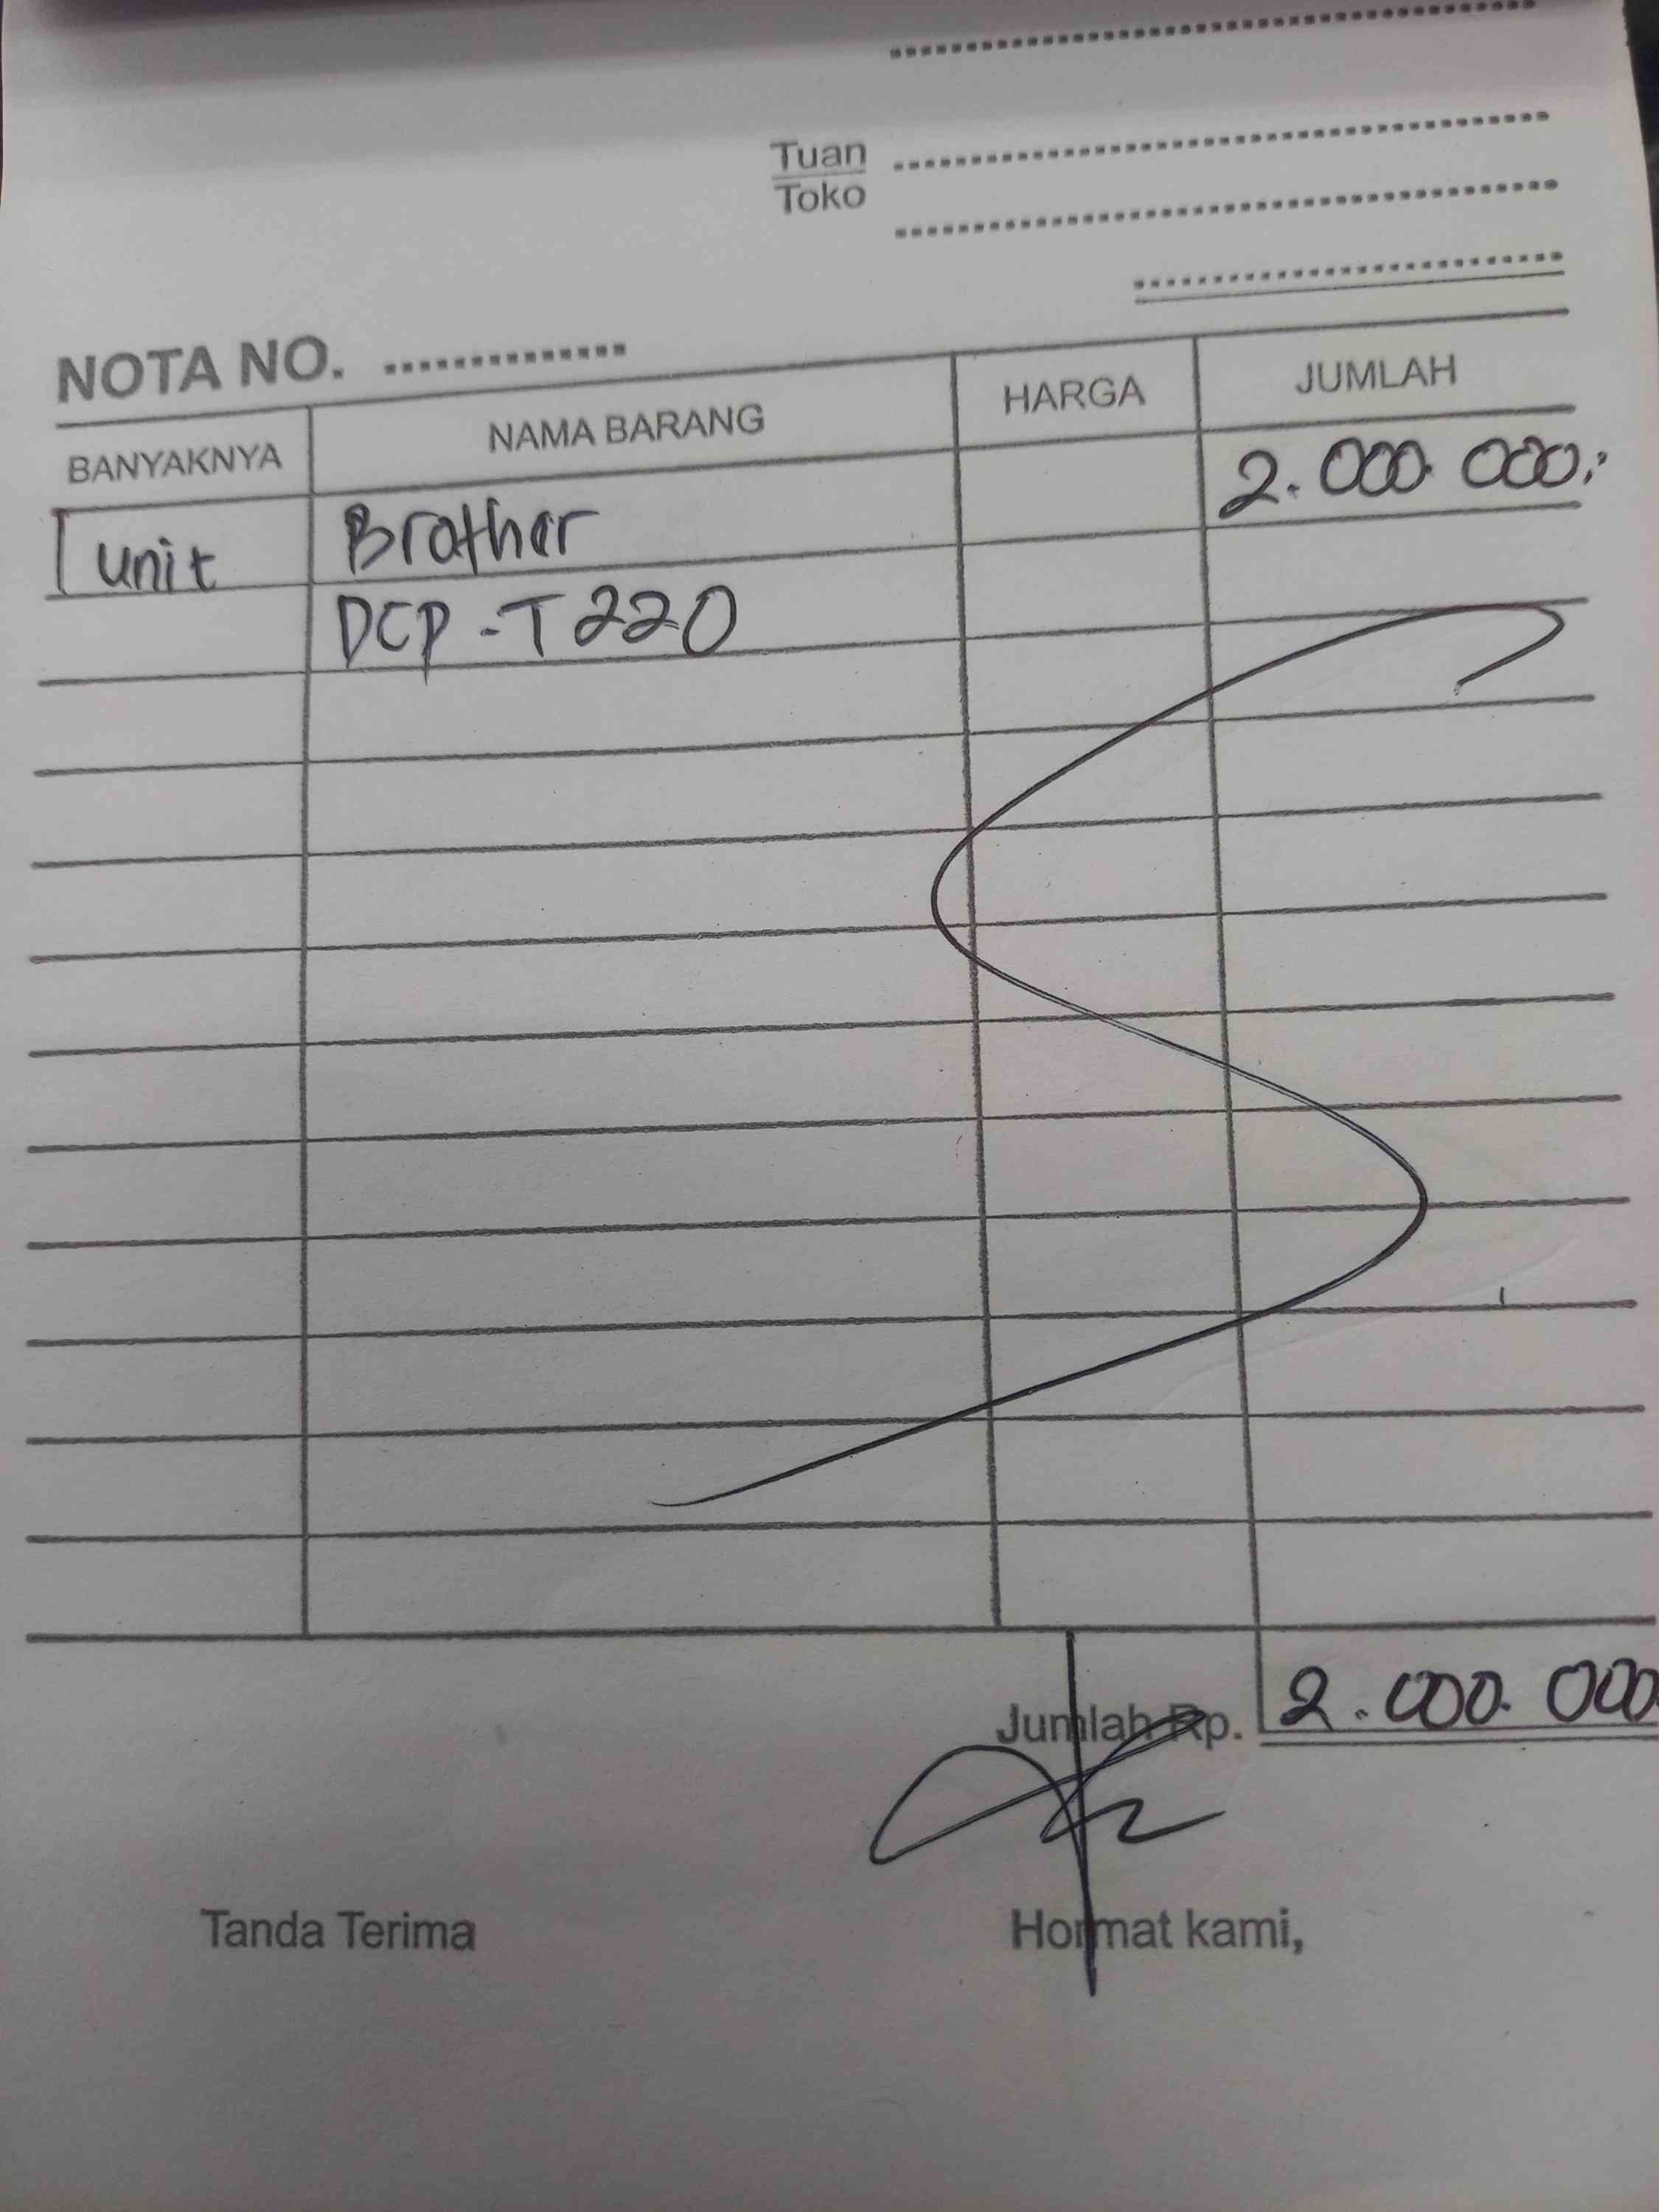 Tuan
Toko
NOTA NO.
BANYAKNYA NAMA BARANG HARGA JUMLAH
1 unit Brother 2.000.000,-
DCP-T220
Jumlah Rp. 2.000.000
Tanda Terima Hormat kami,